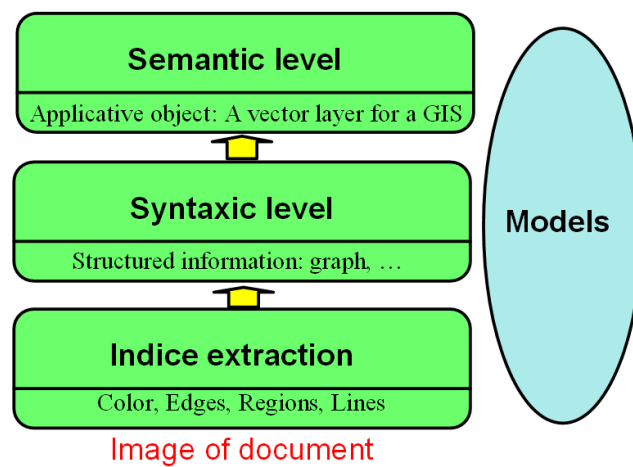 Semantic level
Applicative object: A vector layer for a GIS
Syntaxic level
Structured information: graph, …
Models
Indice extraction
Color, Edges, Regions, Lines
Image of document